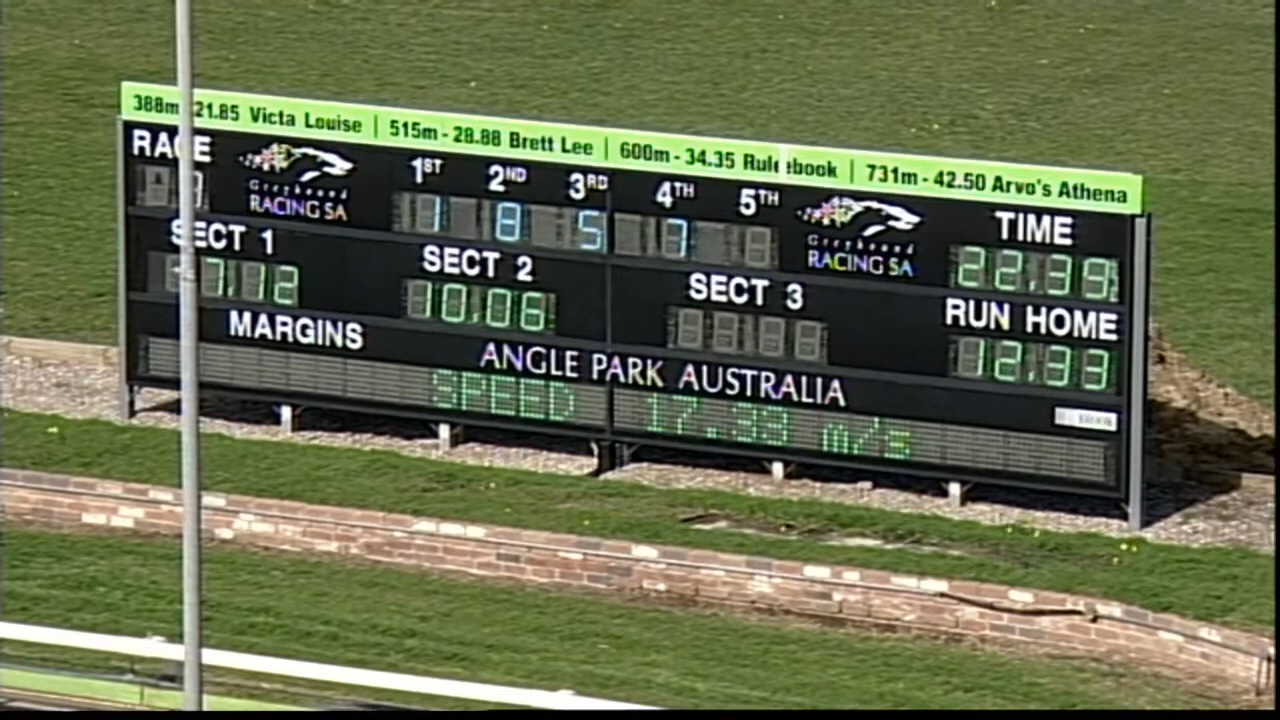 388m 21.85 Victa Louise | 515m - 28.88 Brett Lee | 600m - 34.35 Rulebook | 731m - 42.50 Arvo's Athena
RACE 1ST 2ND 3RD 4TH 5TH TIME
Greyhound RACING SA 1 8 5 7 Greyhound RACING SA 22.39
SECT 1 SECT 2 SECT 3 RUN HOME
7.12 10.06 12.33
MARGINS ANGLE PARK AUSTRALIA
SPEED 17.39 m/s